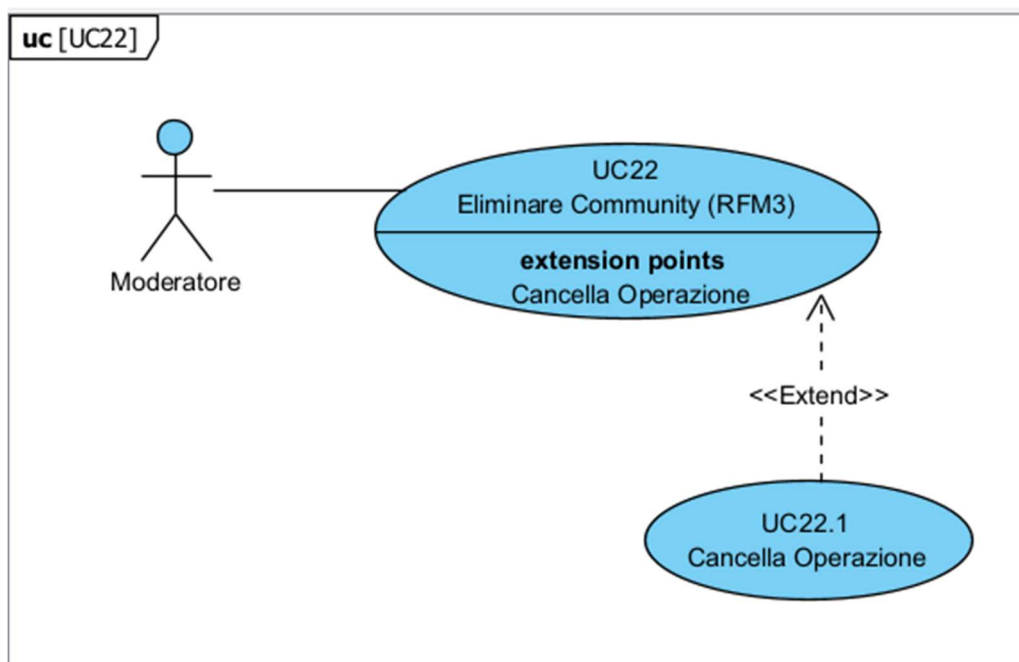 uc [UC22]
UC22
Eliminare Community (RFM3)
extension points
Cancella Operazione
Moderatore
<<Extend>>
UC22.1
Cancella Operazione